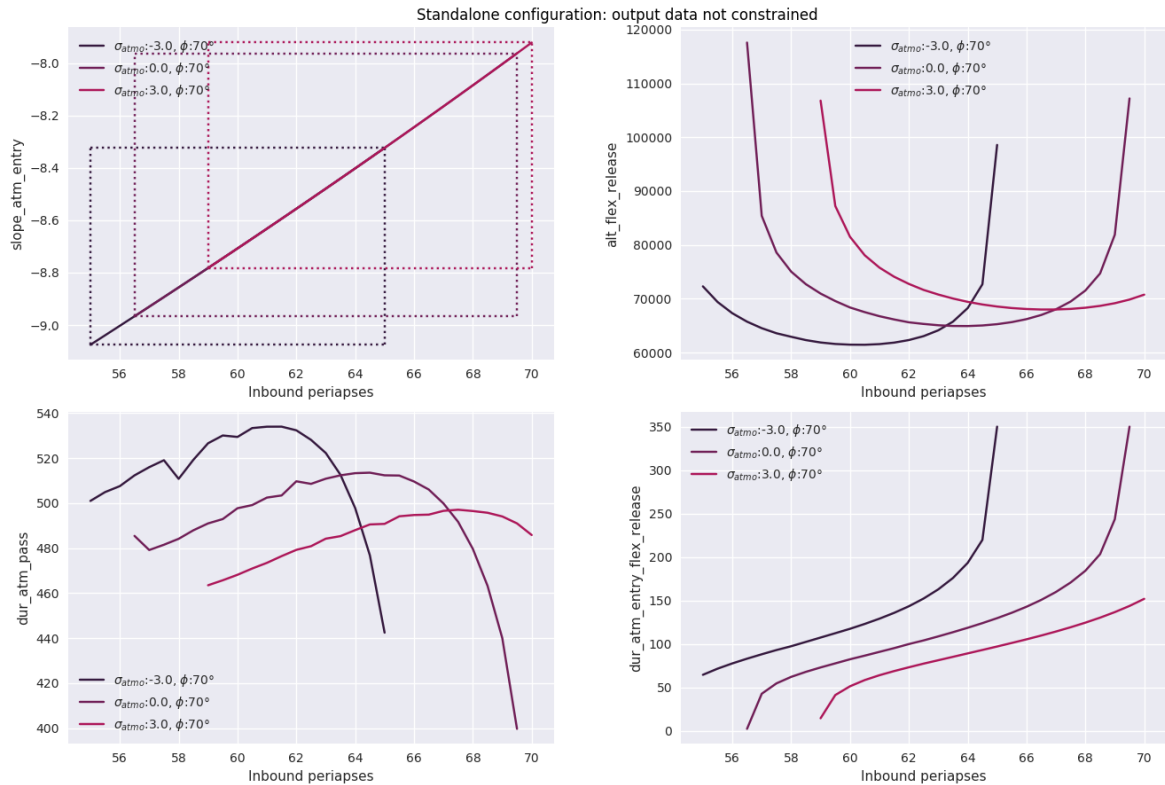 Standalone configuration: output data not constrained
σatmo:-3.0, ϕ:70°
σatmo:0.0, ϕ:70°
σatmo:3.0, ϕ:70°
−8.0
−8.2
−8.4
−8.6
−8.8
−9.0
slope_atm_entry
56 58 60 62 64 66 68 70
Inbound periapses
σatmo:-3.0, ϕ:70°
σatmo:0.0, ϕ:70°
σatmo:3.0, ϕ:70°
120000
110000
100000
90000
80000
70000
60000
alt_flex_release
56 58 60 62 64 66 68 70
Inbound periapses
540
520
500
480
460
440
420
400
dur_atm_pass
σatmo:-3.0, ϕ:70°
σatmo:0.0, ϕ:70°
σatmo:3.0, ϕ:70°
56 58 60 62 64 66 68 70
Inbound periapses
σatmo:-3.0, ϕ:70°
σatmo:0.0, ϕ:70°
σatmo:3.0, ϕ:70°
350
300
250
200
150
100
50
0
dur_atm_entry_flex_release
56 58 60 62 64 66 68 70
Inbound periapses